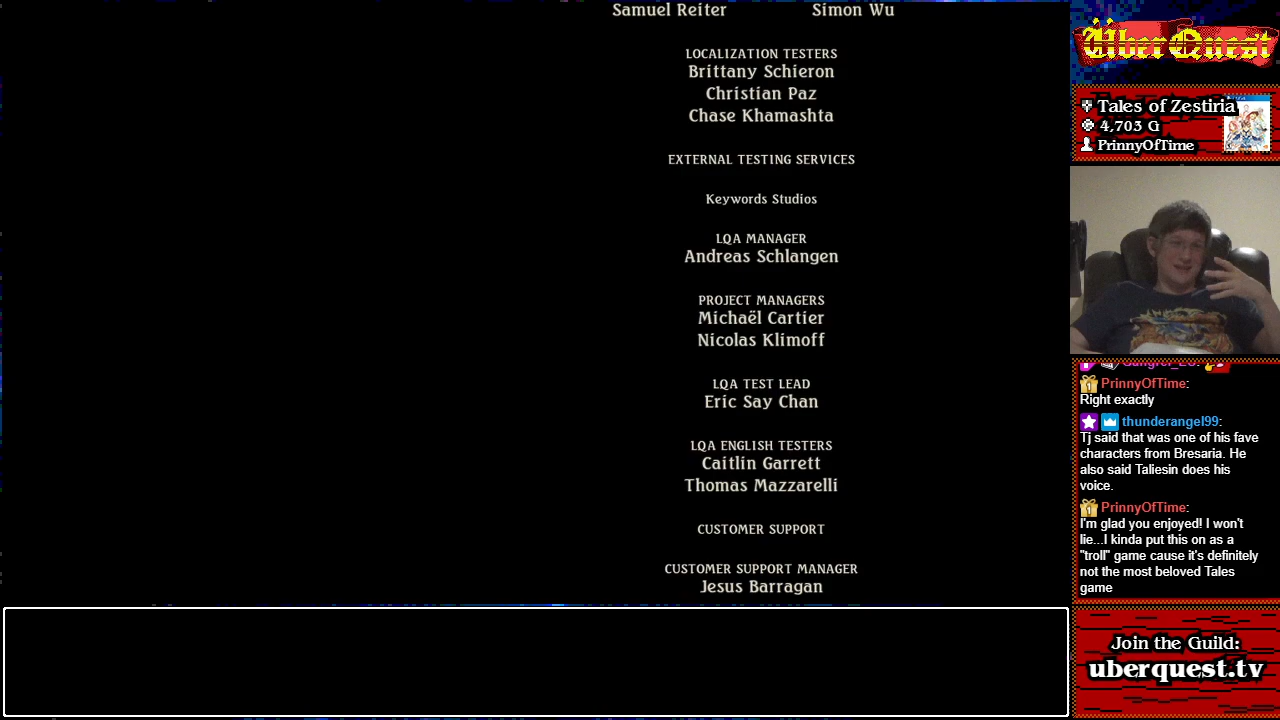 Samuel Reiter Simon Wu
LOCALIZATION TESTERS
Brittany Schieron
Christian Paz
Chase Khamashta
EXTERNAL TESTING SERVICES
Keywords Studios
LQA MANAGER
Andreas Schlangen
PROJECT MANAGERS
Michaël Cartier
Nicolas Klimoff
LQA TEST LEAD
Eric Say Chan
LQA ENGLISH TESTERS
Caitlin Garrett
Thomas Mazzarelli
CUSTOMER SUPPORT
CUSTOMER SUPPORT MANAGER
Jesus Barragan
ÜberQuest
Tales of Zestiria
4,703 G
PrinnyOfTime
PrinnyOfTime:
Right exactly
thunderangel99:
Tj said that was one of his fave
characters from Bresaria. He
also said Taliesin does his
voice.
PrinnyOfTime:
I'm glad you enjoyed! I won't
lie...I kinda put this on as a
"troll" game cause it's definitely
not the most beloved Tales
game
Join the Guild:
uberquest.tv